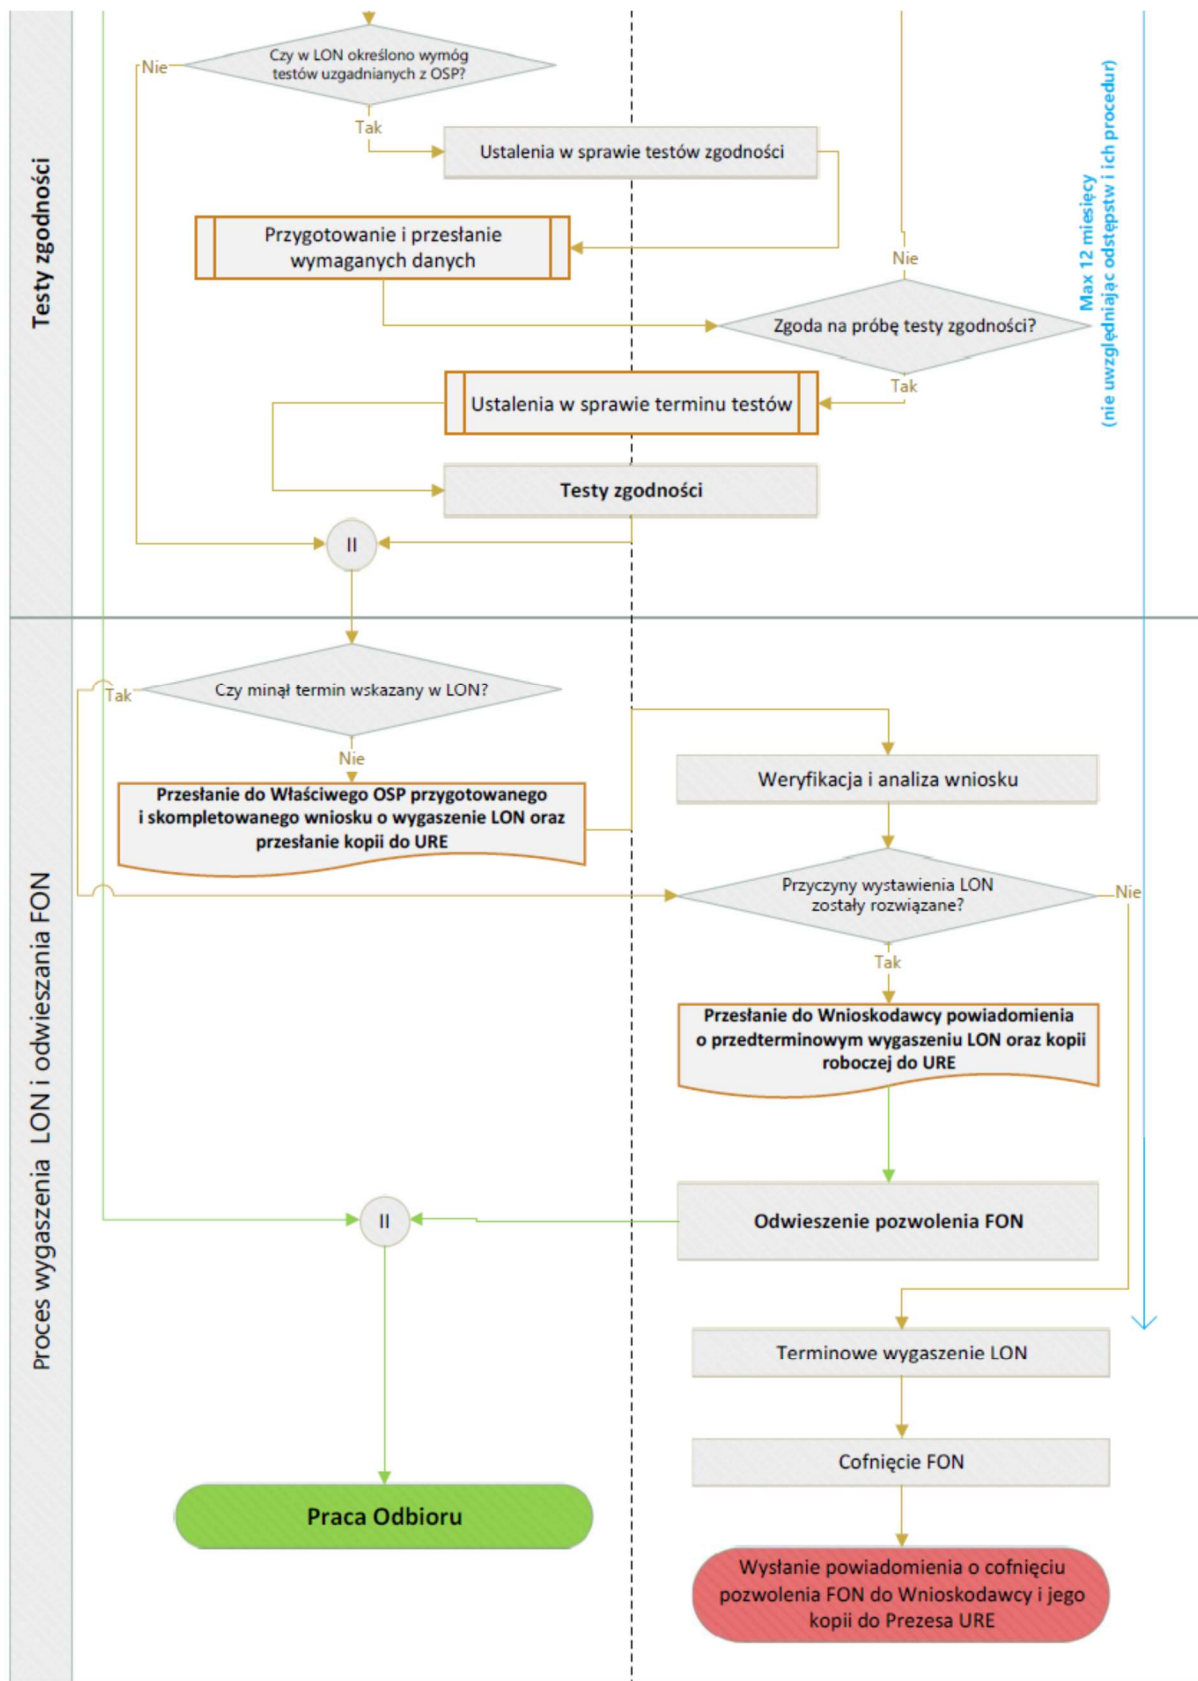 Testy zgodności
Czy w LON określono wymóg
testów uzgadnianych z OSP?
Nie
Tak
Ustalenia w sprawie testów zgodności
Przygotowanie i przesłanie
wymaganych danych
Nie
Zgoda na próbę testy zgodności?
Tak
Max 12 miesięcy
(nie uwzględniając odstępstw i ich procedur)
Ustalenia w sprawie terminu testów
Testy zgodności
II
Proces wygaszenia LON i odwieszania FON
Czy minął termin wskazany w LON?
Tak
Nie
Przesłanie do Właściwego OSP przygotowanego
i skompletowanego wniosku o wygaszenie LON oraz
przesłanie kopii do URE
Weryfikacja i analiza wniosku
Przyczyny wystawienia LON
zostały rozwiązane?
Nie
Tak
Przesłanie do Wnioskodawcy powiadomienia
o przedterminowym wygaszeniu LON oraz kopii
roboczej do URE
II
Odwieszenie pozwolenia FON
Terminowe wygaszenie LON
Cofnięcie FON
Praca Odbioru
Wysłanie powiadomienia o cofnięciu
pozwolenia FON do Wnioskodawcy i jego
kopii do Prezesa URE